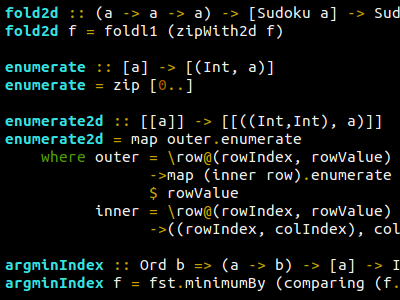 fold2d :: (a -> a -> a) -> [Sudoku a] -> Sud
fold2d f = foldl1 (zipWith2d f)

enumerate :: [a] -> [(Int, a)]
enumerate = zip [0..]

enumerate2d :: [[a]] -> [[((Int,Int), a)]]
enumerate2d = map outer.enumerate
    where outer = \row@(rowIndex, rowValue)
                ->map (inner row).enumerate
                $ rowValue
          inner = \row@(rowIndex, rowValue)
                ->((rowIndex, colIndex), col

argminIndex :: Ord b => (a -> b) -> [a] -> I
argminIndex f = fst.minimumBy (comparing (f.